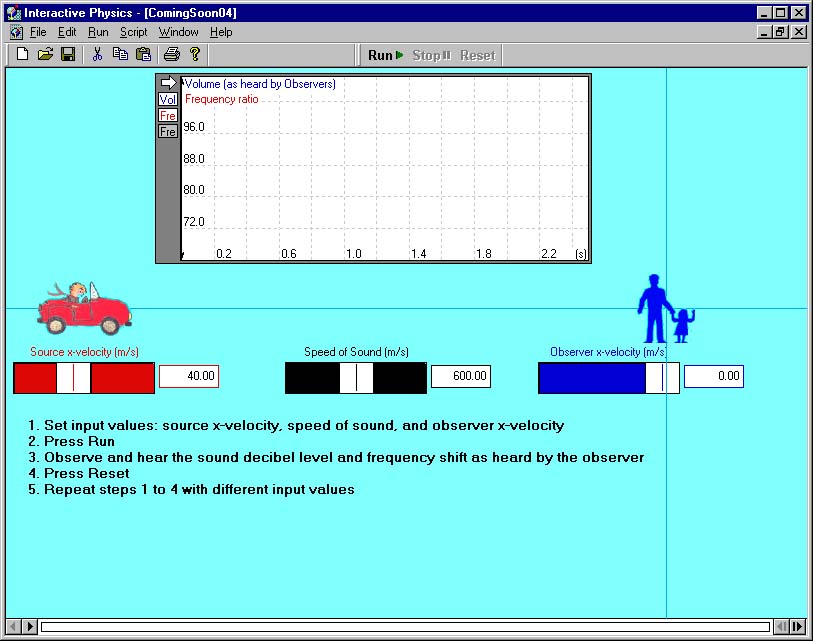 Interactive Physics - [ComingSoon04]
File Edit Run Script Window Help
Run Stop Reset
Volume (as heard by Observers)
Vol
Frequency ratio
Fre
Fre
96.0
88.0
80.0
72.0
0.2 0.6 1.0 1.4 1.8 2.2 (s)
Source x-velocity (m/s)
Speed of Sound (m/s)
Observer x-velocity (m/s)
40.00
600.00
0.00
1. Set input values: source x-velocity, speed of sound, and observer x-velocity
2. Press Run
3. Observe and hear the sound decibel level and frequency shift as heard by the observer
4. Press Reset
5. Repeat steps 1 to 4 with different input values